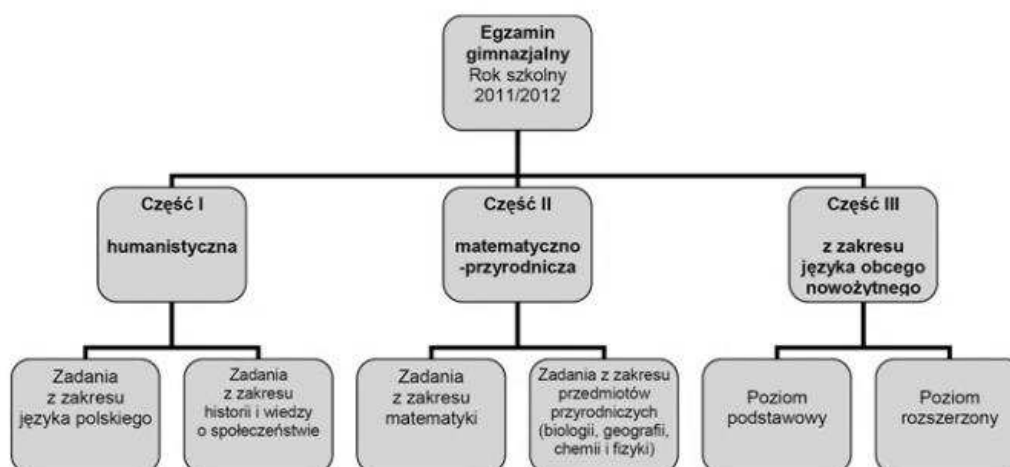 Egzamin
gimnazjalny
Rok szkolny
2011/2012
Część I
humanistyczna
Część II
matematyczno
-przyrodnicza
Część III
z zakresu
języka obcego
nowożytnego
Zadania
z zakresu
języka polskiego
Zadania
z zakresu
historii i wiedzy
o społeczeństwie
Zadania
z zakresu
matematyki
Zadania z zakresu
przedmiotów
przyrodniczych
(biologii, geografii,
chemii i fizyki)
Poziom
podstawowy
Poziom
rozszerzony